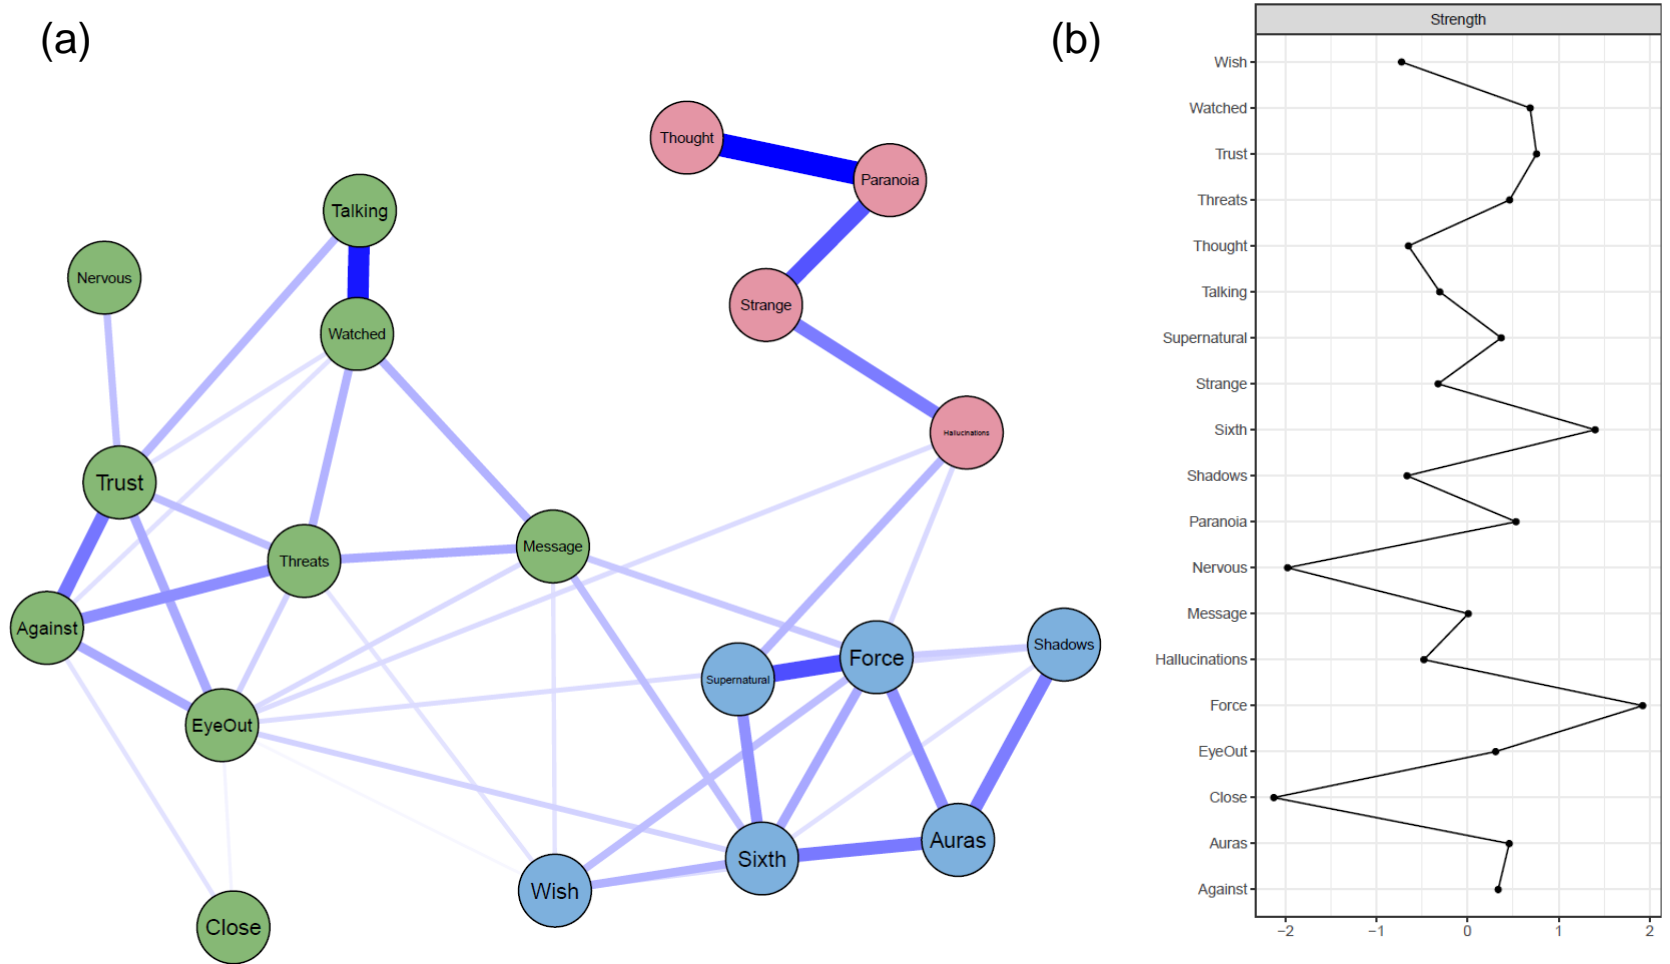 (a)
Thought
Paranoia
Talking
Nervous
Strange
Watched
Hallucinations
Trust
Message
Threats
Against
Shadows
Force
Supernatural
EyeOut
Auras
Sixth
Wish
Close
(b)
Strength
Wish
Watched
Trust
Threats
Thought
Talking
Supernatural
Strange
Sixth
Shadows
Paranoia
Nervous
Message
Hallucinations
Force
EyeOut
Close
Auras
Against
−2 −1 0 1 2